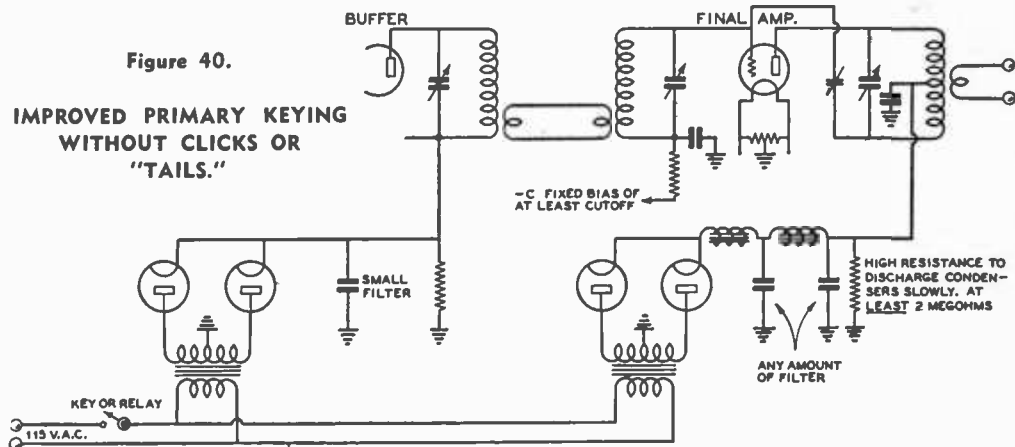 BUFFER
FINAL AMP.
Figure 40.
IMPROVED PRIMARY KEYING
WITHOUT CLICKS OR
"TAILS."
-C FIXED BIAS OF
AT LEAST CUTOFF
SMALL
FILTER
HIGH RESISTANCE TO
DISCHARGE CONDEN-
SERS SLOWLY. AT
LEAST 2 MEGOHMS
ANY AMOUNT
OF FILTER
KEY OR RELAY
115 V.A.C.